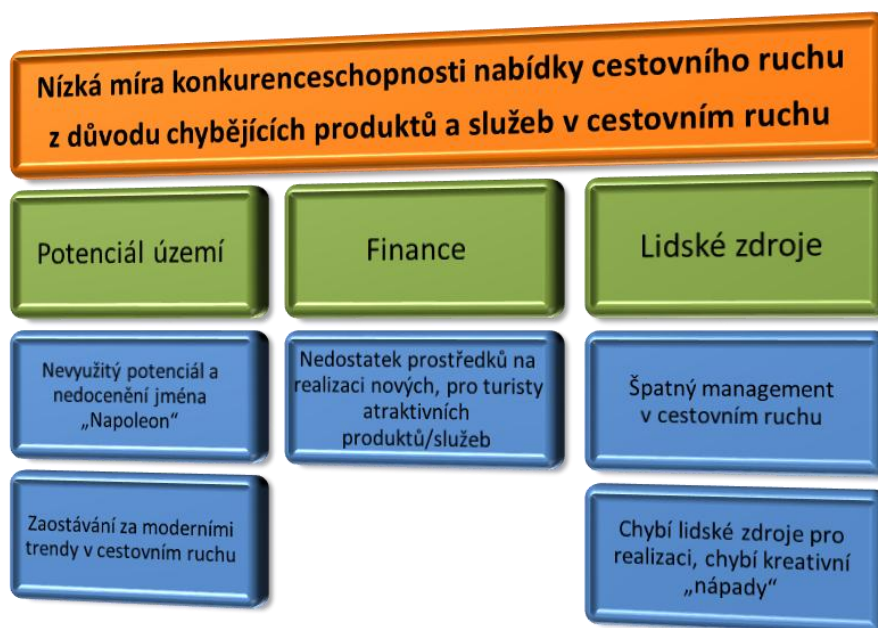 Nízká míra konkurenceschopnosti nabídky cestovního ruchu
z důvodu chybějících produktů a služeb v cestovním ruchu
Potenciál území
Finance
Lidské zdroje
Nevyužitý potenciál a
nedocenění jména
„Napoleon“
Nedostatek prostředků na
realizaci nových, pro turisty
atraktivních
produktů/služeb
Špatný management
v cestovním ruchu
Zaostávání za moderními
trendy v cestovním ruchu
Chybí lidské zdroje pro
realizaci, chybí kreativní
„nápady“